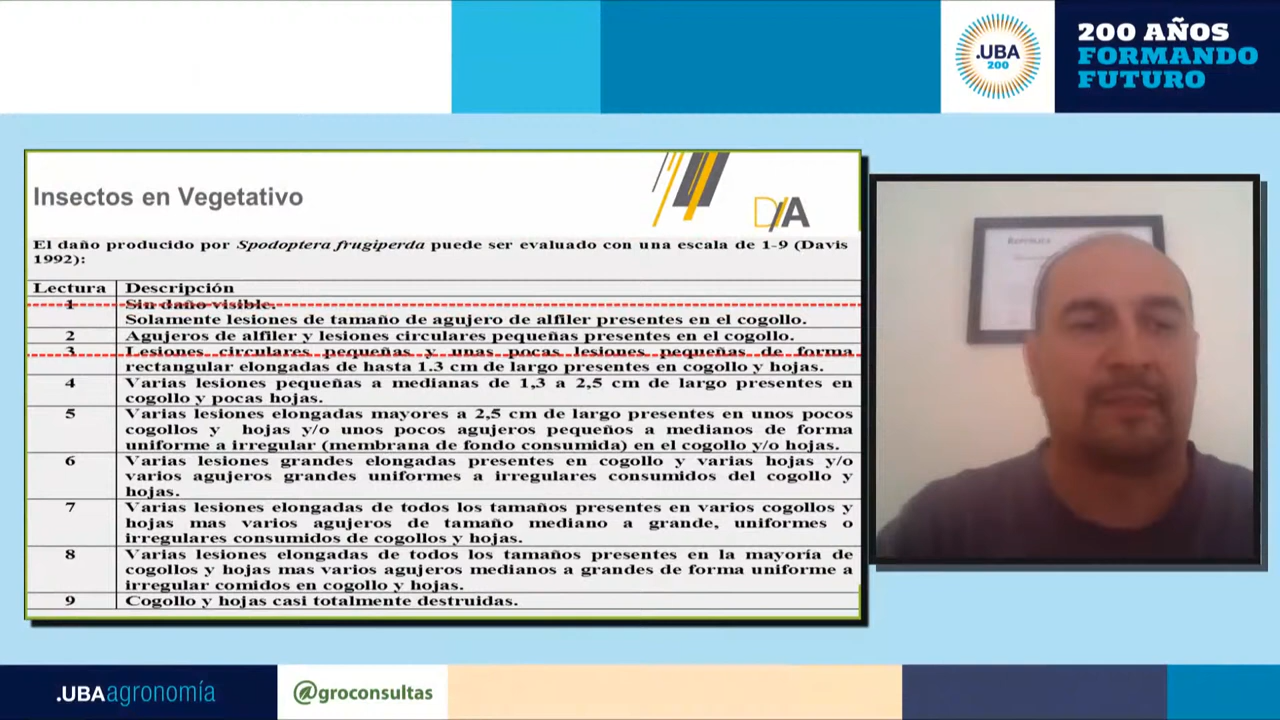 .UBA
200
200 AÑOS
FORMANDO
FUTURO
Insectos en Vegetativo
D/A
El daño producido por Spodoptera frugiperda puede ser evaluado con una escala de 1-9 (Davis
1992):
Lectura Descripción
1 Sin daño visible.
Solamente lesiones de tamaño de agujero de alfiler presentes en el cogollo.
2 Agujeros de alfiler y lesiones circulares pequeñas presentes en el cogollo.
3 Lesiones circulares pequeñas y unas pocas lesiones pequeñas de forma
rectangular elongadas de hasta 1.3 cm de largo presentes en cogollo y hojas.
4 Varias lesiones pequeñas a medianas de 1,3 a 2,5 cm de largo presentes en
cogollo y pocas hojas.
5 Varias lesiones elongadas mayores a 2,5 cm de largo presentes en unos pocos
cogollos y hojas y/o unos pocos agujeros pequeños a medianos de forma
uniforme a irregular (membrana de fondo consumida) en el cogollo y/o hojas.
6 Varias lesiones grandes elongadas presentes en cogollo y varias hojas y/o
varios agujeros grandes uniformes a irregulares consumidos del cogollo y
hojas.
7 Varias lesiones elongadas de todos los tamaños presentes en varios cogollos y
hojas mas varios agujeros de tamaño mediano a grande, uniformes o
irregulares consumidos de cogollos y hojas.
8 Varias lesiones elongadas de todos los tamaños presentes en la mayoría de
cogollos y hojas mas varios agujeros medianos a grandes de forma uniforme a
irregular comidos en cogollo y hojas.
9 Cogollo y hojas casi totalmente destruidas.
.UBAagronomía
@groconsultas